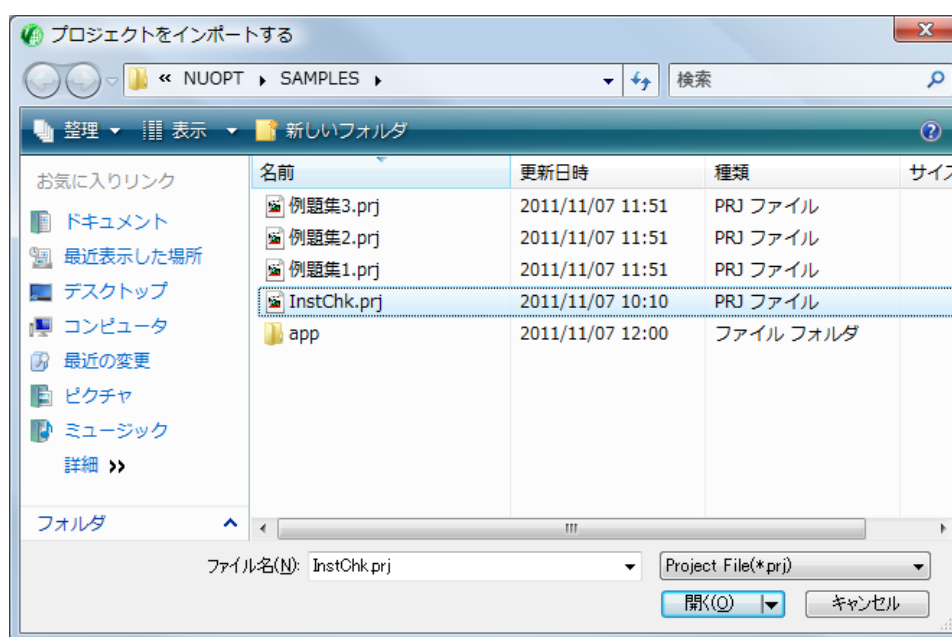 プロジェクトをインポートする
« NUOPT ▸ SAMPLES ▸
検索
整理 ▼ 表示 ▼ 新しいフォルダ
お気に入りリンク
ドキュメント
最近表示した場所
デスクトップ
コンピュータ
最近の変更
ピクチャ
ミュージック
詳細 »
フォルダ
名前 更新日時 種類 サイズ
例題集3.prj 2011/11/07 11:51 PRJ ファイル
例題集2.prj 2011/11/07 11:51 PRJ ファイル
例題集1.prj 2011/11/07 11:51 PRJ ファイル
InstChk.prj 2011/11/07 10:10 PRJ ファイル
app 2011/11/07 12:00 ファイル フォルダ
ファイル名(N): InstChk.prj Project File(*.prj)
開く(O) キャンセル